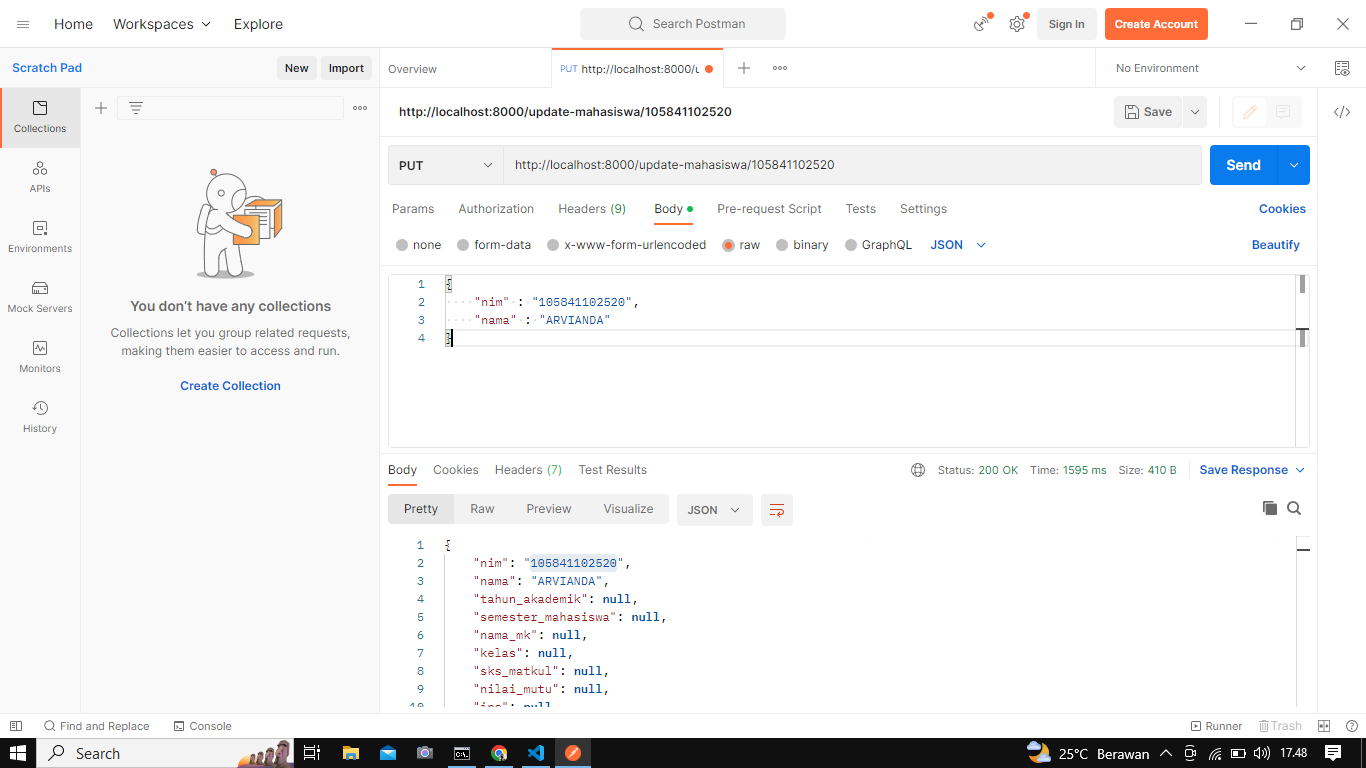 Home Workspaces Explore Search Postman Sign In Create Account
Scratch Pad New Import Overview PUT http://localhost:8000/u No Environment
Collections
APIs
Environments
Mock Servers
Monitors
History
You don't have any collections
Collections let you group related requests,
making them easier to access and run.
Create Collection
http://localhost:8000/update-mahasiswa/105841102520 Save
PUT http://localhost:8000/update-mahasiswa/105841102520 Send
Params Authorization Headers (9) Body Pre-request Script Tests Settings Cookies
none form-data x-www-form-urlencoded raw binary GraphQL JSON Beautify
1 {
2 "nim" : "105841102520",
3 "nama" : "ARVIANDA"
4 }
Body Cookies Headers (7) Test Results Status: 200 OK Time: 1595 ms Size: 410 B Save Response
Pretty Raw Preview Visualize JSON
1 {
2 "nim": "105841102520",
3 "nama": "ARVIANDA",
4 "tahun_akademik": null,
5 "semester_mahasiswa": null,
6 "nama_mk": null,
7 "kelas": null,
8 "sks_matkul": null,
9 "nilai_mutu": null,
Find and Replace Console Runner Trash
Search 25°C Berawan 17.48